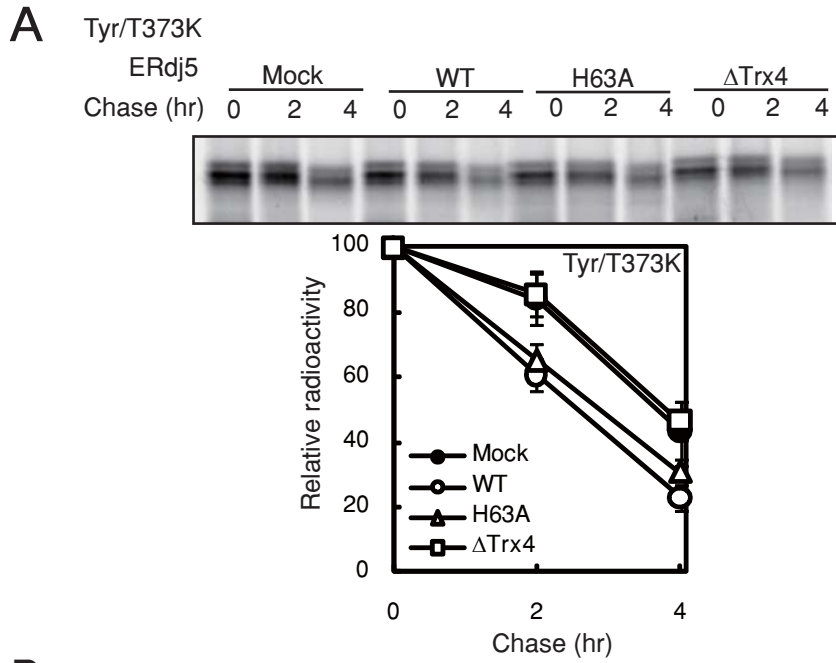 A
Tyr/T373K
ERdj5 Mock WT H63A ΔTrx4
Chase (hr) 0 2 4 0 2 4 0 2 4 0 2 4
Tyr/T373K
100
80
60
40
20
0
Relative radioactivity
Mock
WT
H63A
ΔTrx4
0 2 4
Chase (hr)